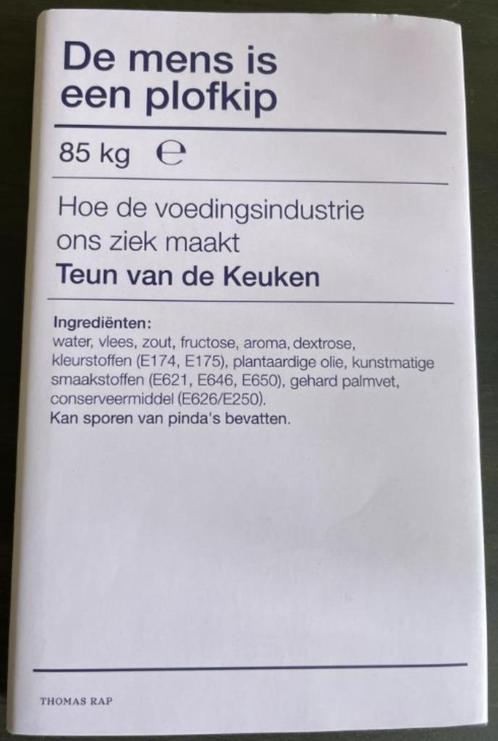 De mens is
een plofkip
85 kg ℮
Hoe de voedingsindustrie
ons ziek maakt
Teun van de Keuken
Ingrediënten:
water, vlees, zout, fructose, aroma, dextrose,
kleurstoffen (E174, E175), plantaardige olie, kunstmatige
smaakstoffen (E621, E646, E650), gehard palmvet,
conserveermiddel (E626/E250).
Kan sporen van pinda's bevatten.
THOMAS RAP